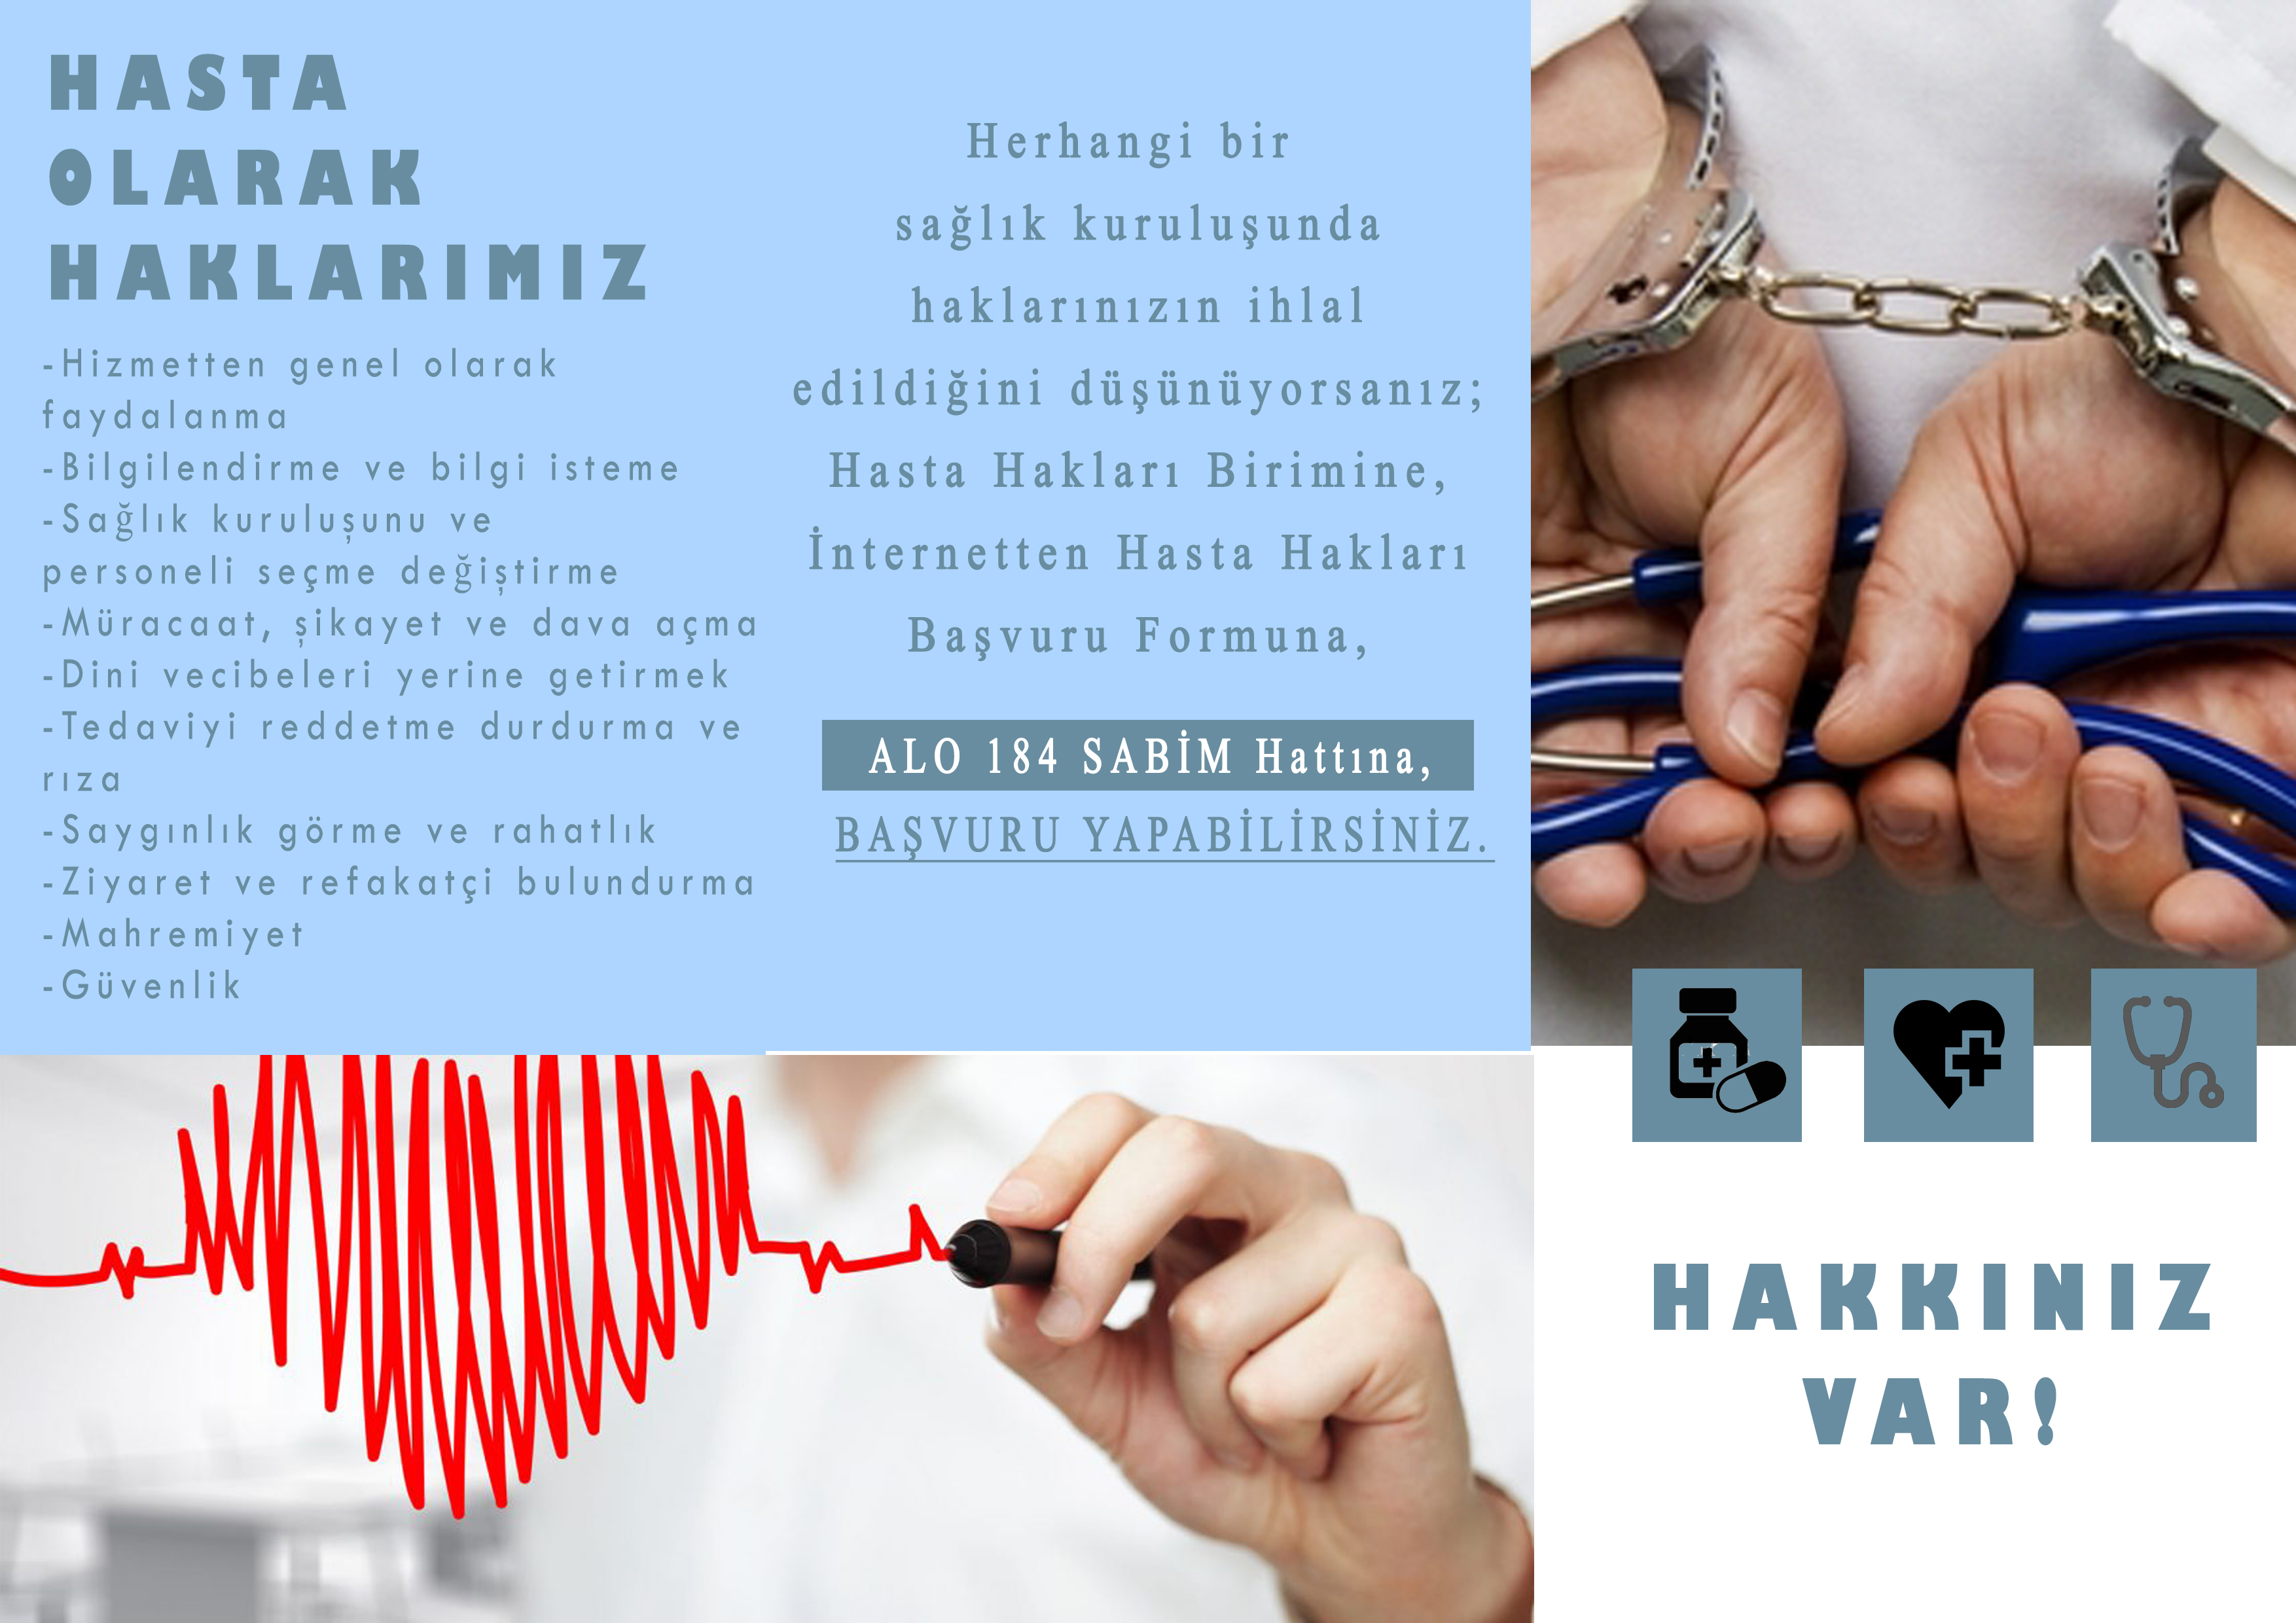 HASTA
OLARAK
HAKLARIMIZ
-Hizmetten genel olarak
faydalanma
-Bilgilendirme ve bilgi isteme
-Sağlık kuruluşunu ve
personeli seçme değiştirme
-Müracaat, şikayet ve dava açma
-Dini vecibeleri yerine getirmek
-Tedaviyi reddetme durdurma ve
rıza
-Saygınlık görme ve rahatlık
-Ziyaret ve refakatçi bulundurma
-Mahremiyet
-Güvenlik
Herhangi bir
sağlık kuruluşunda
haklarınızın ihlal
edildiğini düşünüyorsanız;
Hasta Hakları Birimine,
İnternetten Hasta Hakları
Başvuru Formuna,
ALO 184 SABİM Hattına,
BAŞVURU YAPABİLİRSİNİZ.
HAKKINIZ
VAR!